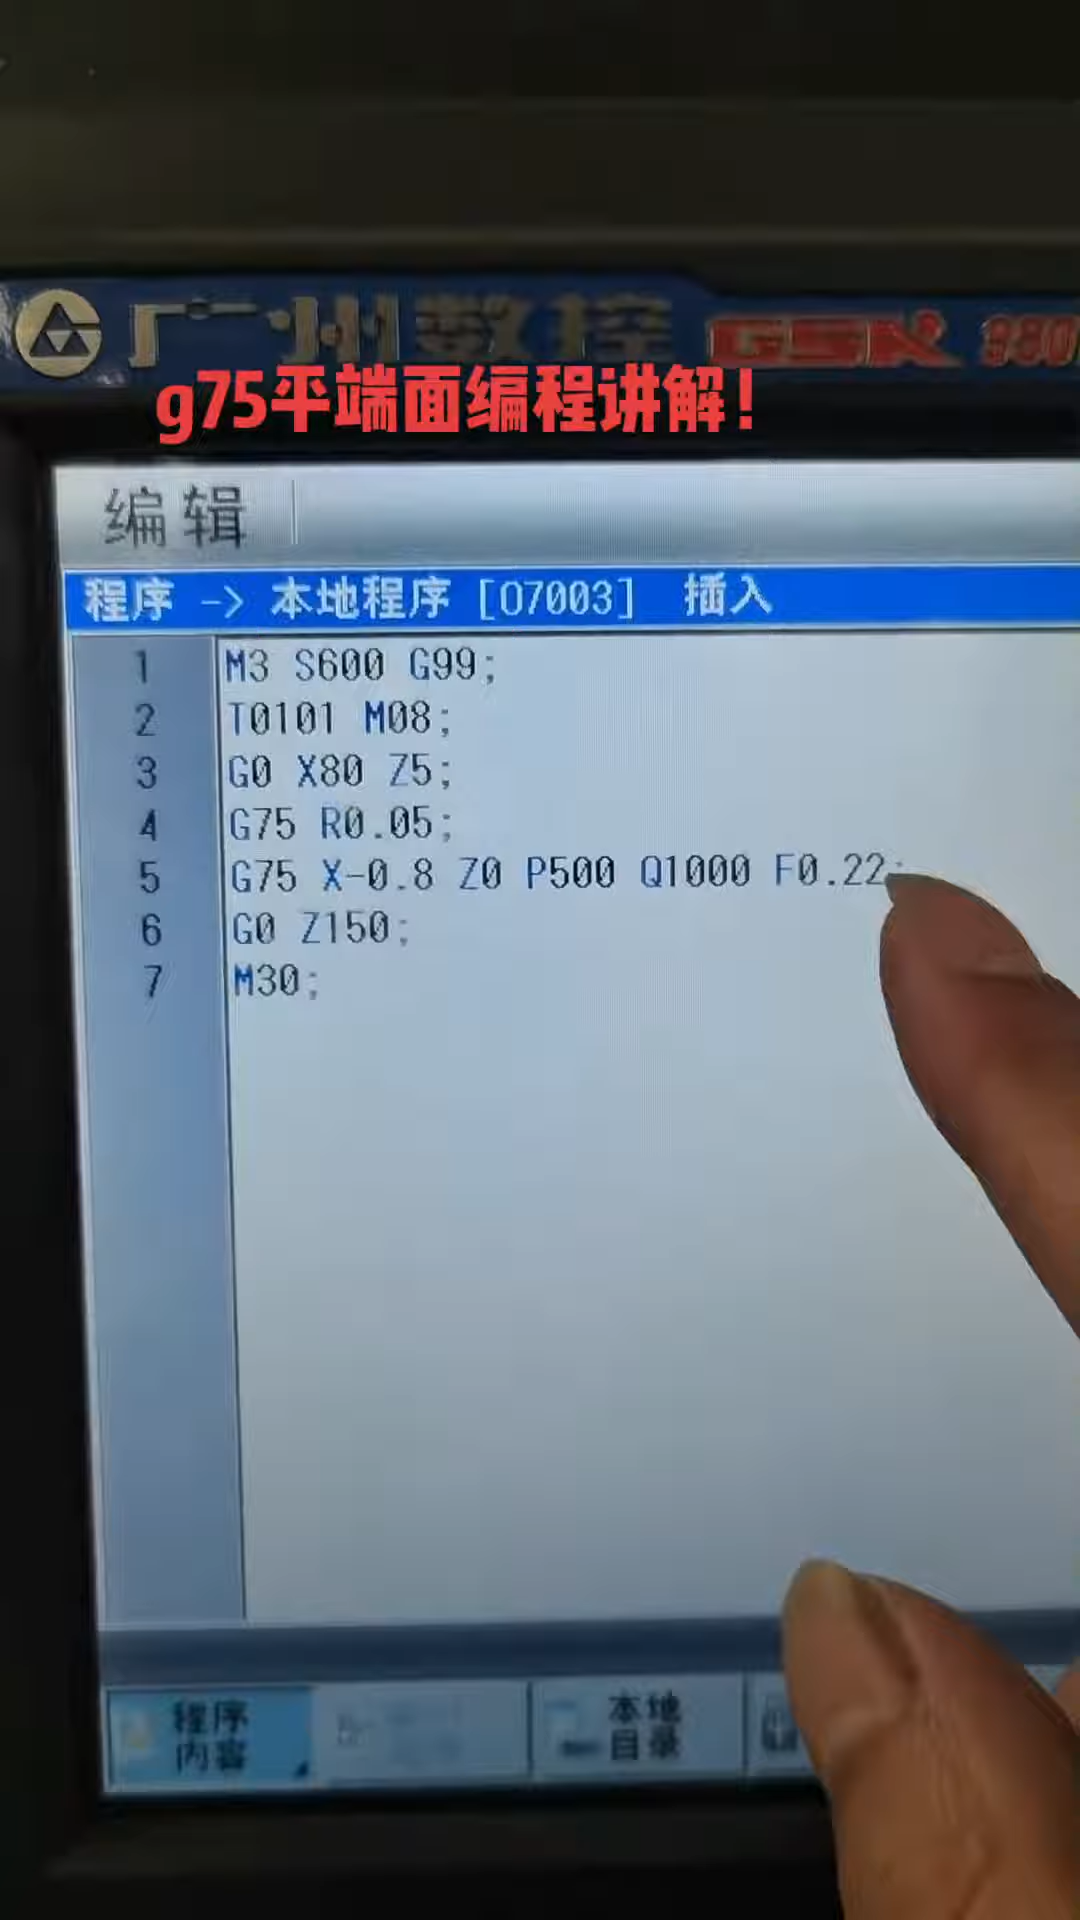 广州数控 GSK 980
g75平端面编程讲解！
编辑
程序 -> 本地程序 [O7003] 插入
1 M3 S600 G99;
2 T0101 M08;
3 G0 X80 Z5;
4 G75 R0.05;
5 G75 X-0.8 Z0 P500 Q1000 F0.22;
6 G0 Z150;
7 M30;
程序
内容
本地
目录